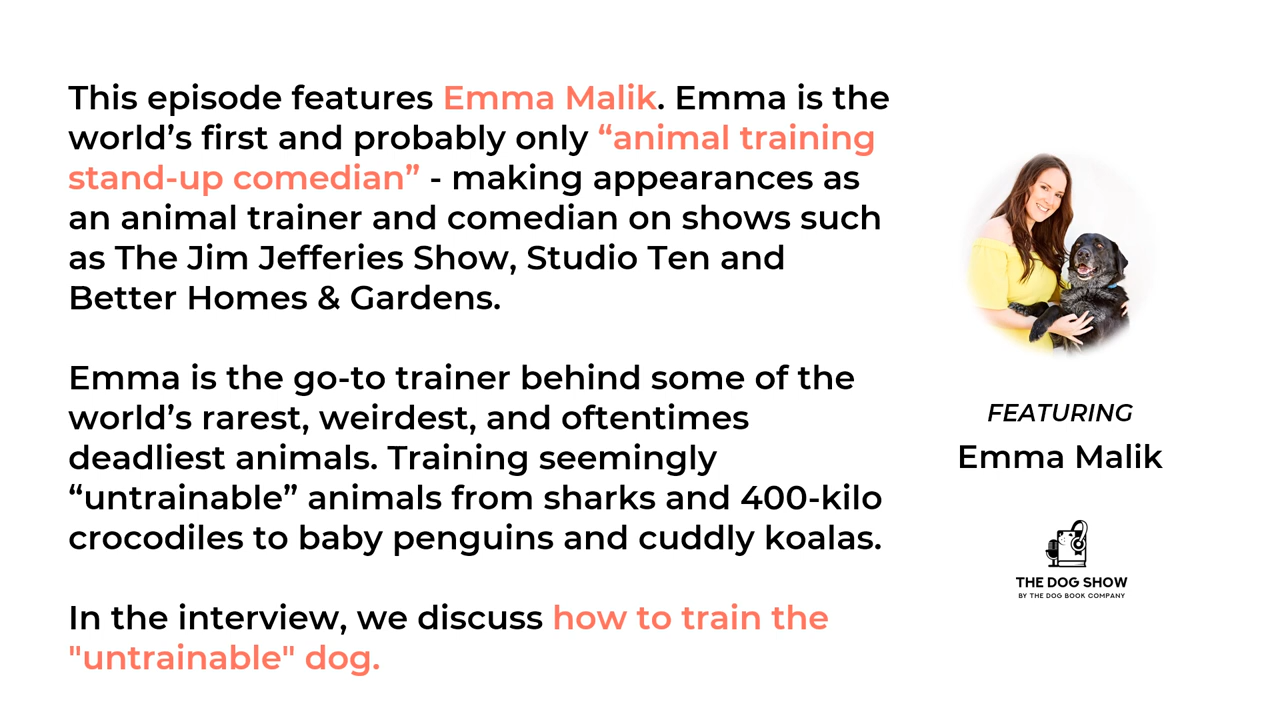 This episode features Emma Malik. Emma is the
world’s first and probably only “animal training
stand-up comedian” - making appearances as
an animal trainer and comedian on shows such
as The Jim Jefferies Show, Studio Ten and
Better Homes & Gardens.
Emma is the go-to trainer behind some of the
world’s rarest, weirdest, and oftentimes
deadliest animals. Training seemingly
“untrainable” animals from sharks and 400-kilo
crocodiles to baby penguins and cuddly koalas.
In the interview, we discuss how to train the
"untrainable" dog.
FEATURING
Emma Malik
THE DOG SHOW
BY THE DOG BOOK COMPANY